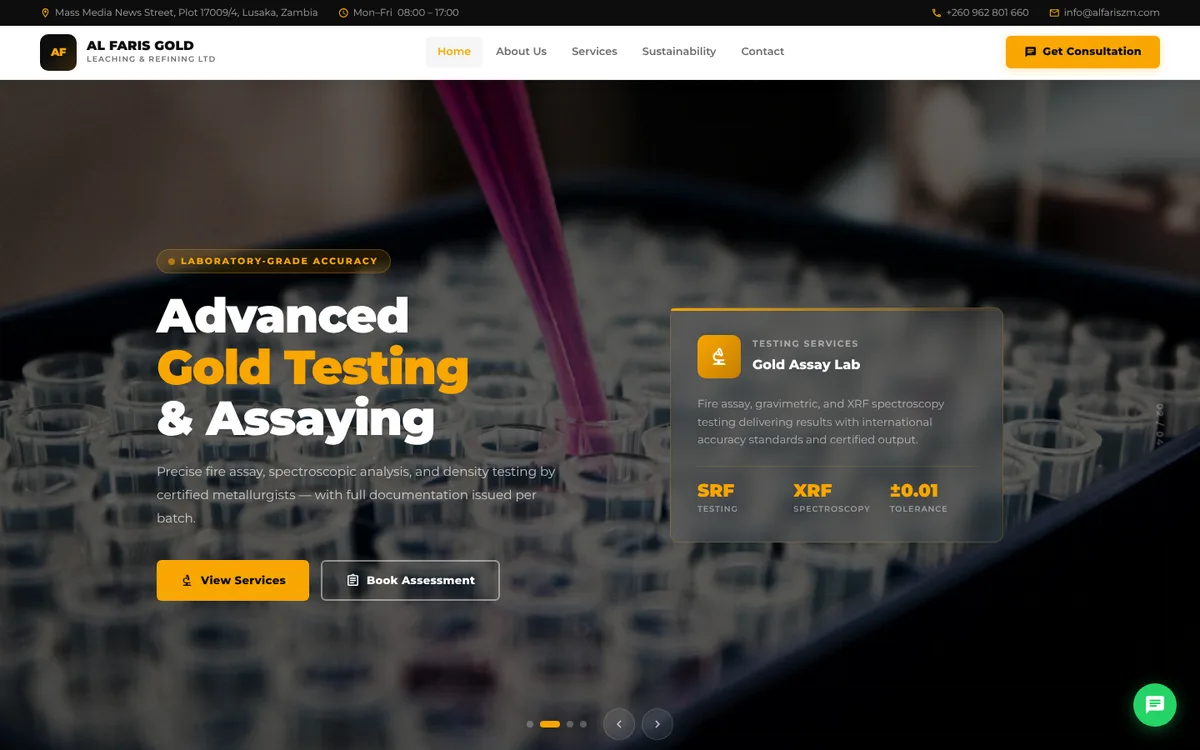 Mass Media News Street, Plot 17009/4, Lusaka, Zambia
Mon–Fri 08:00 – 17:00
+260 962 801 660
info@alfariszm.com
AF
AL FARIS GOLD
LEACHING & REFINING LTD
Home
About Us
Services
Sustainability
Contact
Get Consultation
LABORATORY-GRADE ACCURACY
Advanced
Gold Testing
& Assaying
Precise fire assay, spectroscopic analysis, and density testing by
certified metallurgists — with full documentation issued per
batch.
View Services
Book Assessment
TESTING SERVICES
Gold Assay Lab
Fire assay, gravimetric, and XRF spectroscopy
testing delivering results with international
accuracy standards and certified output.
SRF
TESTING
XRF
SPECTROSCOPY
±0.01
TOLERANCE